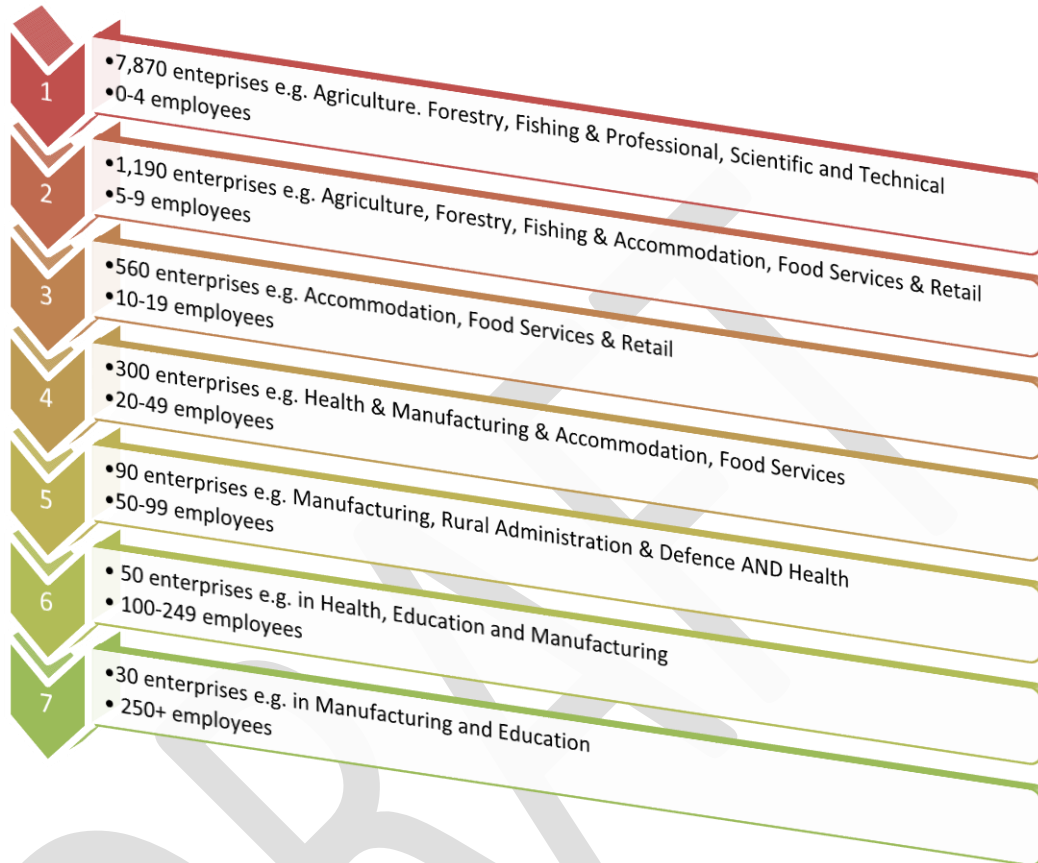 1
•7,870 enteprises e.g. Agriculture. Forestry, Fishing & Professional, Scientific and Technical
•0-4 employees
2
•1,190 enterprises e.g. Agriculture, Forestry, Fishing & Accommodation, Food Services & Retail
•5-9 employees
3
•560 enterprises e.g. Accommodation, Food Services & Retail
•10-19 employees
4
•300 enterprises e.g. Health & Manufacturing & Accommodation, Food Services
•20-49 employees
5
•90 enterprises e.g. Manufacturing, Rural Administration & Defence AND Health
•50-99 employees
6
• 50 enterprises e.g. in Health, Education and Manufacturing
• 100-249 employees
7
•30 enterprises e.g. in Manufacturing and Education
• 250+ employees
DRAFT